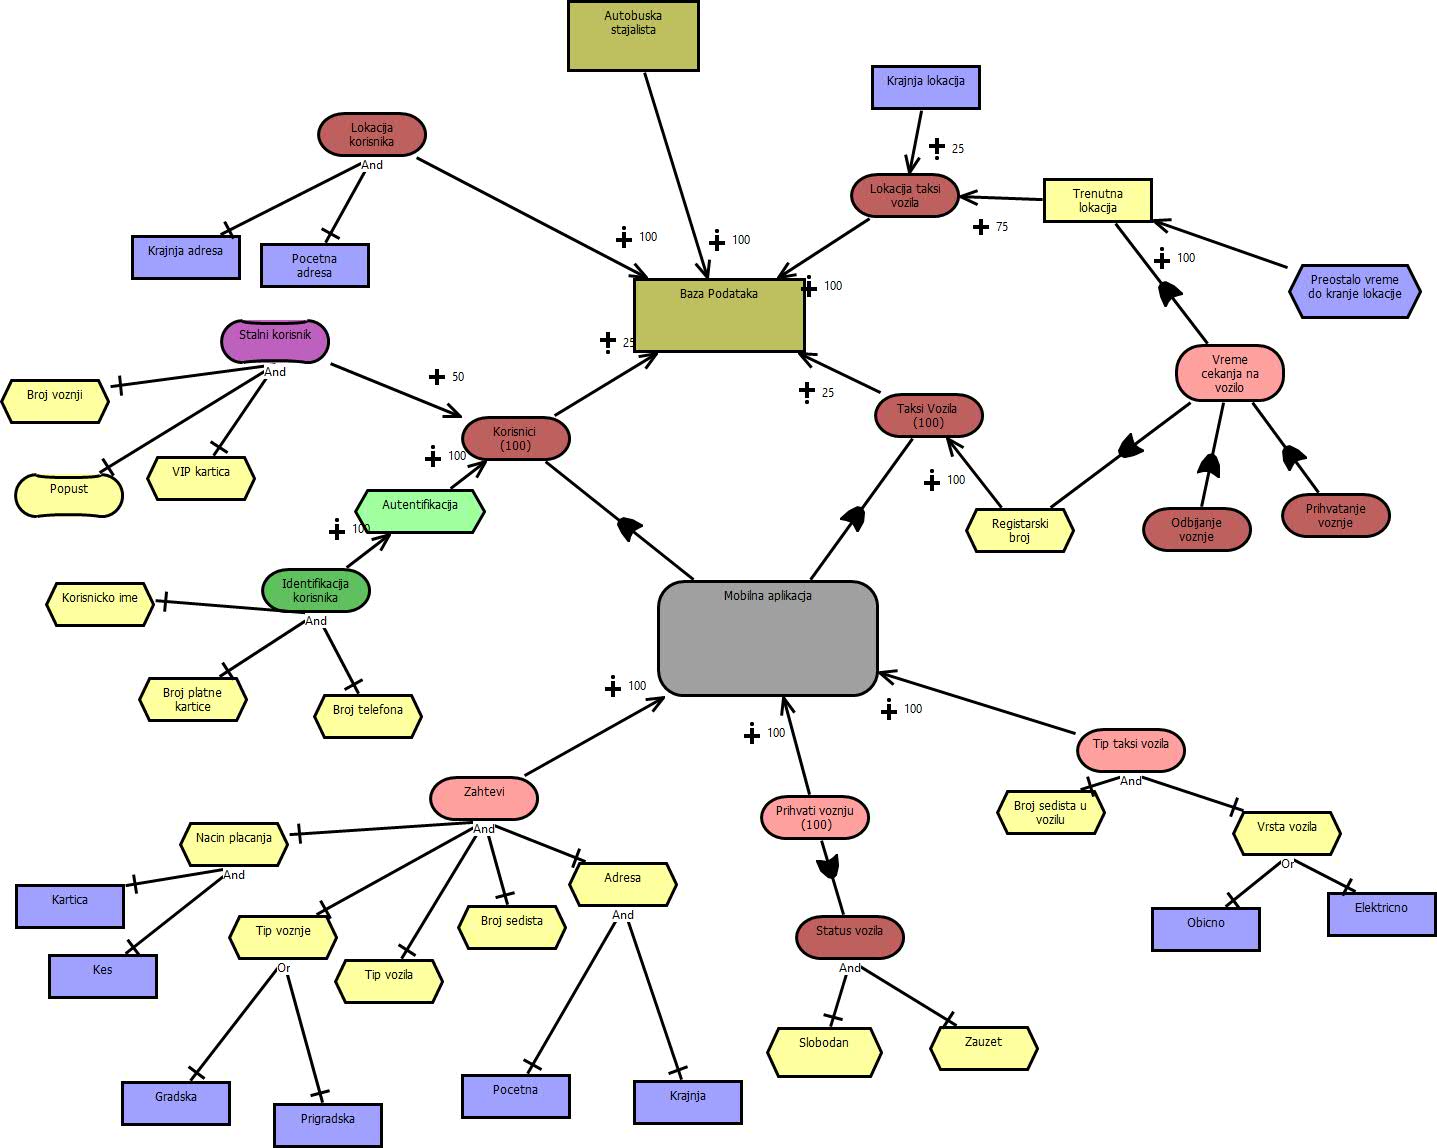 Autobuska
stajalista
Krajnja lokacija
Lokacija
korisnika
And
25
Lokacija taksi
vozila
Trenutna
lokacija
75
Krajnja adresa
Pocetna
adresa
100
100
100
Preostalo vreme
do kranje lokacije
100
Baza Podataka
Stalni korisnik
And
25
Vreme
cekanja na
vozilo
50
Broj voznji
25
Taksi Vozila
(100)
Korisnici
(100)
100
VIP kartica
Popust
100
Autentifikacija
100
Registarski
broj
Odbijanje
voznje
Prihvatanje
voznje
Identifikacija
korisnika
Korisnicko ime
And
Mobilna aplikacja
Broj platne
kartice
Broj telefona
100
100
100
Tip taksi vozila
And
Zahtevi
And
Prihvati voznju
(100)
Broj sedista u
vozilu
Vrsta vozila
Or
Nacin placanja
And
Adresa
And
Kartica
Kes
Tip voznje
Or
Broj sedista
Tip vozila
Status vozila
And
Obicno
Elektricno
Slobodan
Zauzet
Gradska
Prigradska
Pocetna
Krajnja